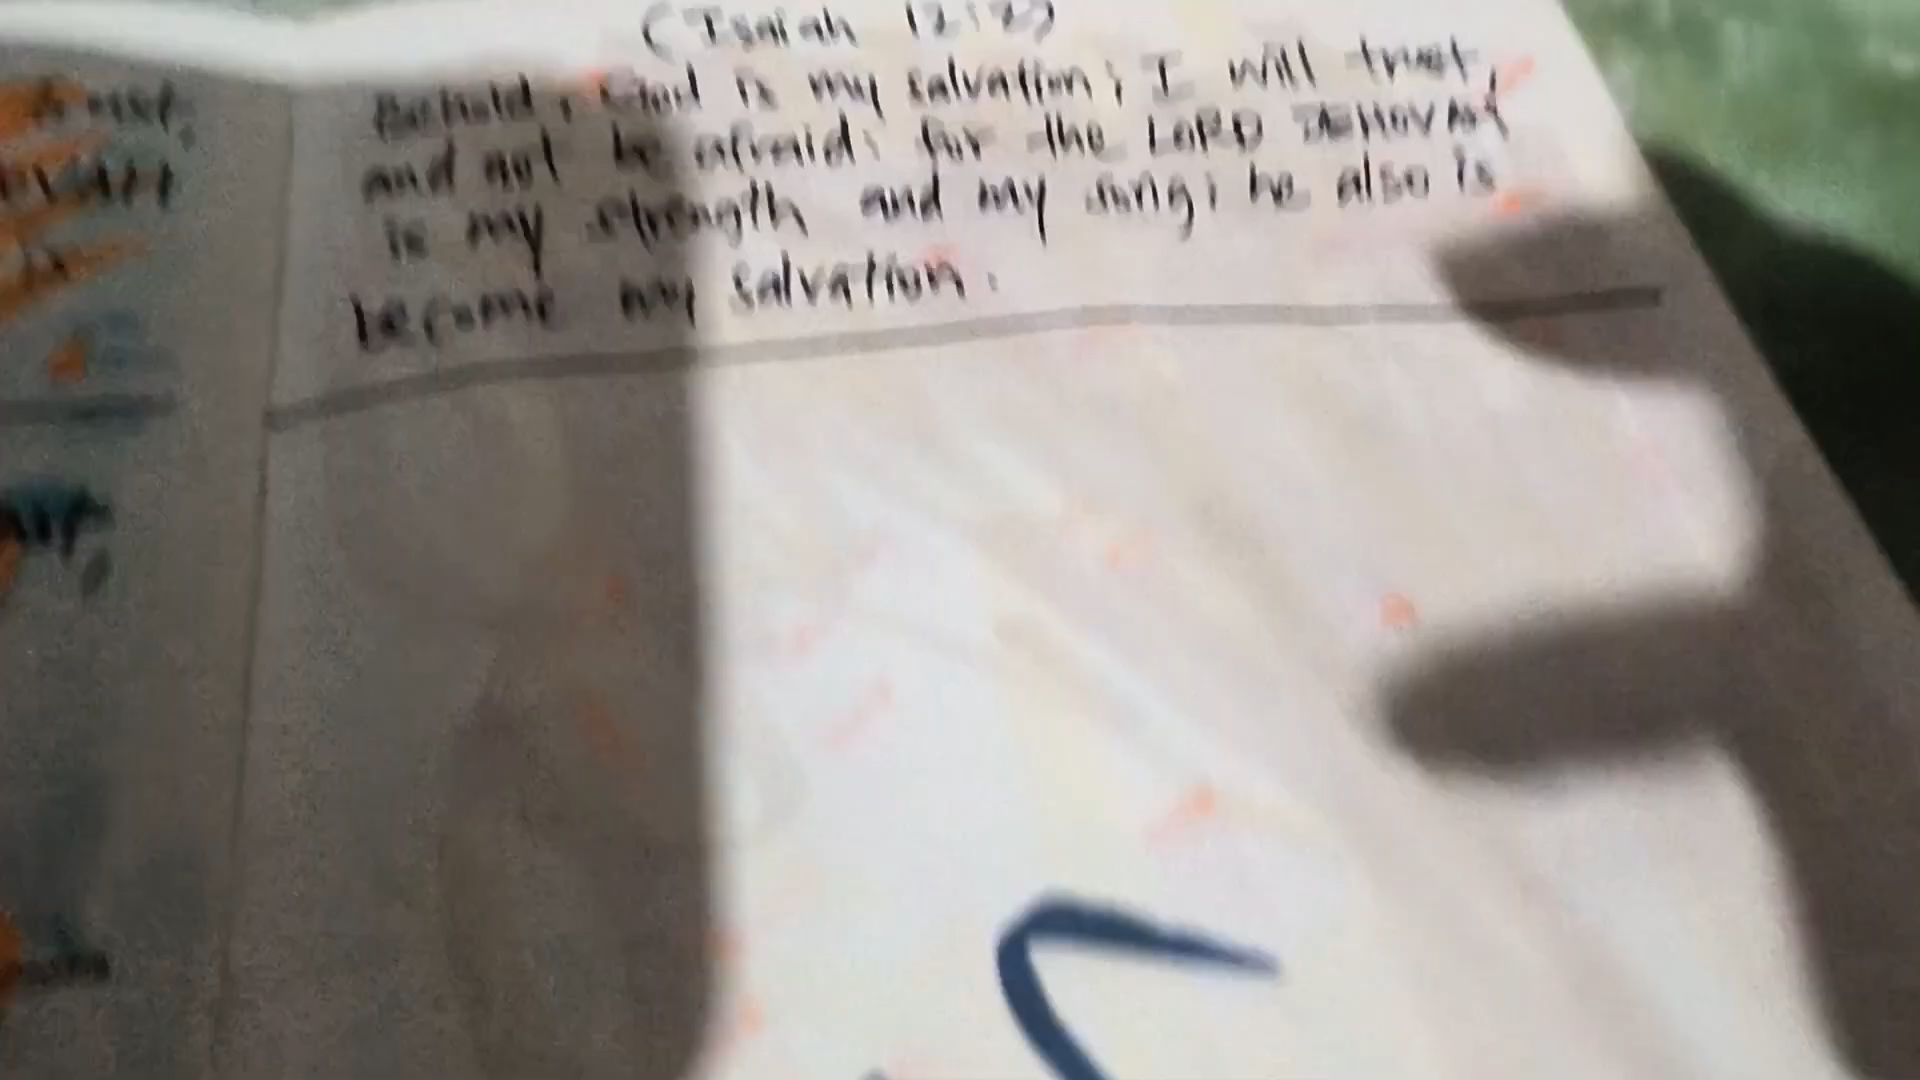 (Isaiah 12:2)
Behold, God is my salvation; I will trust,
and not be afraid: for the LORD JEHOVAH
is my strength and my song; he also is
become my salvation.